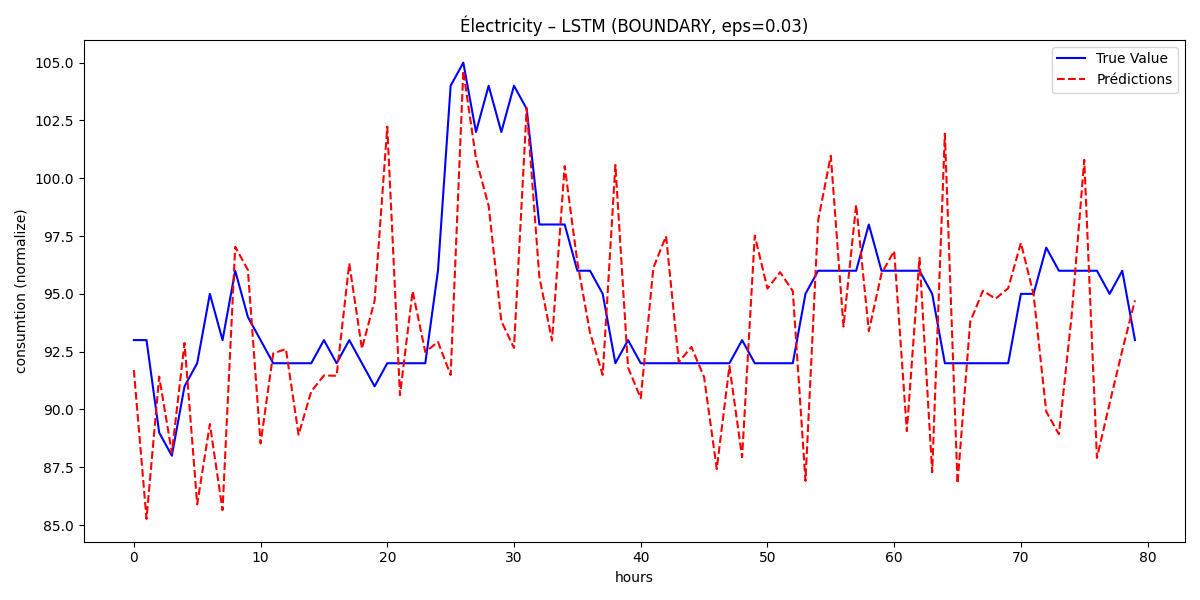 Électricity – LSTM (BOUNDARY, eps=0.03)
True Value
Prédictions
consumtion (normalize)
105.0
102.5
100.0
97.5
95.0
92.5
90.0
87.5
85.0
0 10 20 30 40 50 60 70 80
hours